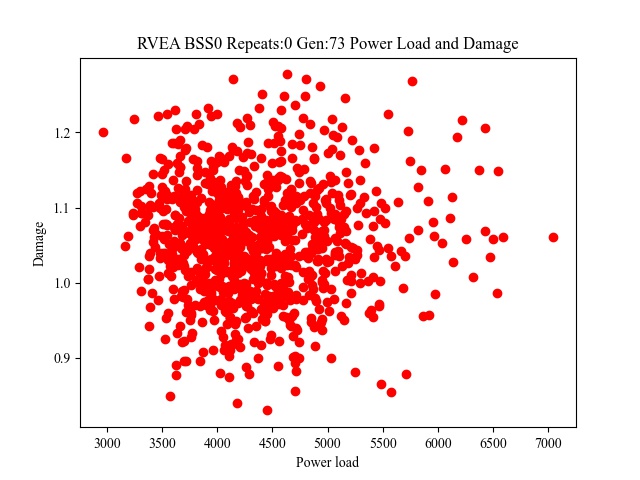 RVEA BSS0 Repeats:0 Gen:73 Power Load and Damage
1.2
1.1
1.0
0.9
Damage
3000 3500 4000 4500 5000 5500 6000 6500 7000
Power load